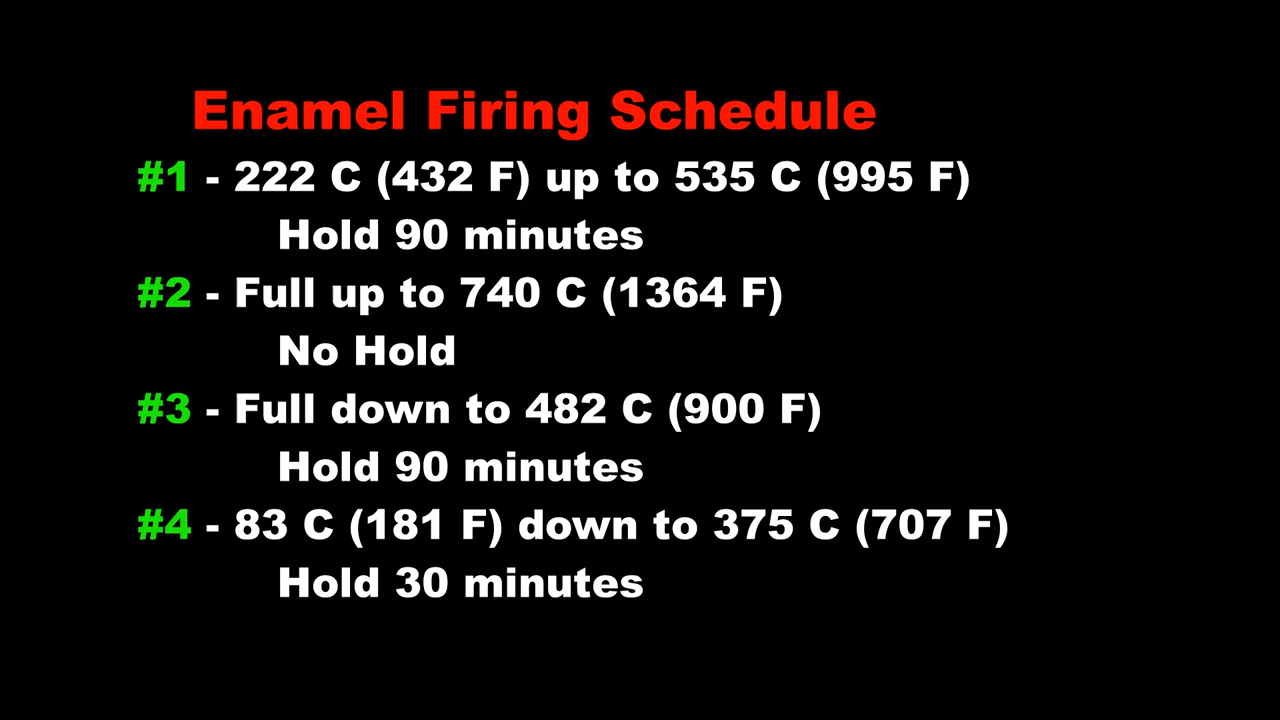 Enamel Firing Schedule
#1 - 222 C (432 F) up to 535 C (995 F)
Hold 90 minutes
#2 - Full up to 740 C (1364 F)
No Hold
#3 - Full down to 482 C (900 F)
Hold 90 minutes
#4 - 83 C (181 F) down to 375 C (707 F)
Hold 30 minutes